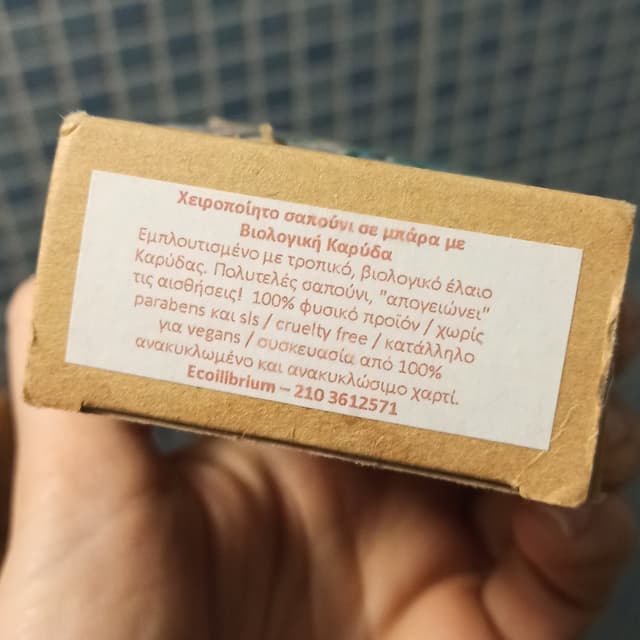 Χειροποίητο σαπούνι σε μπάρα με
Βιολογική Καρύδα
Εμπλουτισμένο με τροπικό, βιολογικό έλαιο
Καρύδας. Πολυτελές σαπούνι, "απογειώνει"
τις αισθήσεις! 100% φυσικό προϊόν / χωρίς
parabens και sls / cruelty free / κατάλληλο
για vegans / συσκευασία από 100%
ανακυκλωμένο και ανακυκλώσιμο χαρτί.
Ecoilibrium – 210 3612571